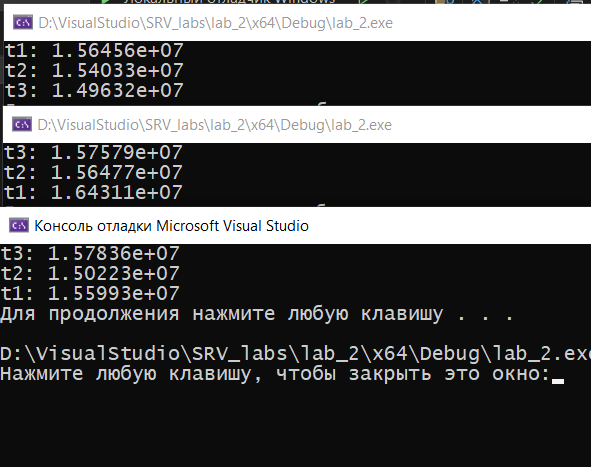 Локальный отладчик Windows
D:\VisualStudio\SRV_labs\lab_2\x64\Debug\lab_2.exe
t1: 1.56456e+07
t2: 1.54033e+07
t3: 1.49632e+07
D:\VisualStudio\SRV_labs\lab_2\x64\Debug\lab_2.exe
t3: 1.57579e+07
t2: 1.56477e+07
t1: 1.64311e+07
Консоль отладки Microsoft Visual Studio
t3: 1.57836e+07
t2: 1.50223e+07
t1: 1.55993e+07
Для продолжения нажмите любую клавишу . . .
D:\VisualStudio\SRV_labs\lab_2\x64\Debug\lab_2.exe
Нажмите любую клавишу, чтобы закрыть это окно: